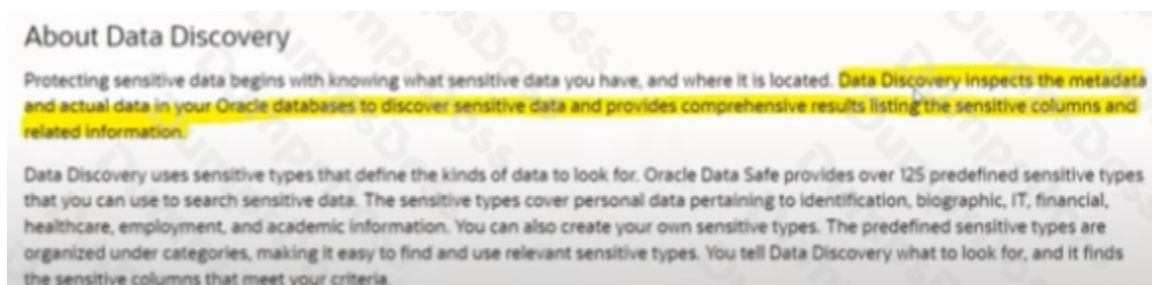 About Data Discovery
Protecting sensitive data begins with knowing what sensitive data you have, and where it is located. Data Discovery inspects the metadata
and actual data in your Oracle databases to discover sensitive data and provides comprehensive results listing the sensitive columns and
related information.
Data Discovery uses sensitive types that define the kinds of data to look for. Oracle Data Safe provides over 125 predefined sensitive types
that you can use to search sensitive data. The sensitive types cover personal data pertaining to identification, biographic, IT, financial,
healthcare, employment, and academic information. You can also create your own sensitive types. The predefined sensitive types are
organized under categories, making it easy to find and use relevant sensitive types. You tell Data Discovery what to look for, and it finds
the sensitive columns that meet your criteria.